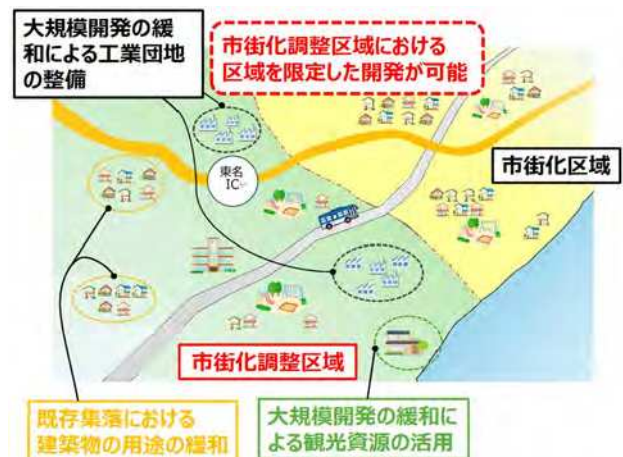 大規模開発の緩
和による工業団地
の整備
市街化調整区域における
区域を限定した開発が可能
東名
IC
市街化区域
市街化調整区域
既存集落における
建築物の用途の緩和
大規模開発の緩和に
よる観光資源の活用